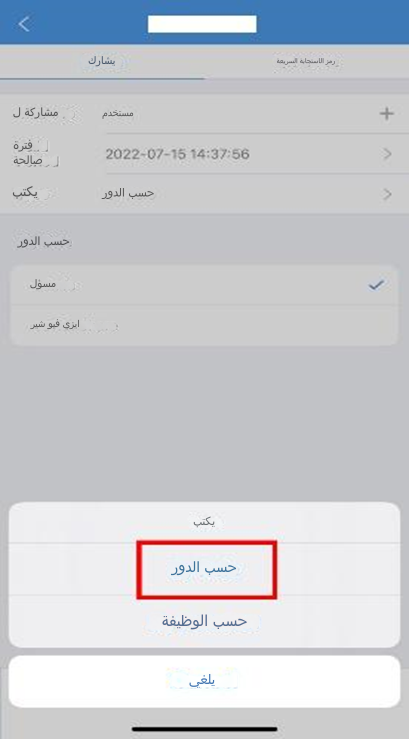 يشارك
رمز الاستجابة السريعة
مشاركة ل
مستخدم
فترة
صالحة
2022-07-15 14:37:56
يكتب
حسب الدور
حسب الدور
مسؤل
ايزي فيو شير
يكتب
حسب الدور
حسب الوظيفة
يلغي